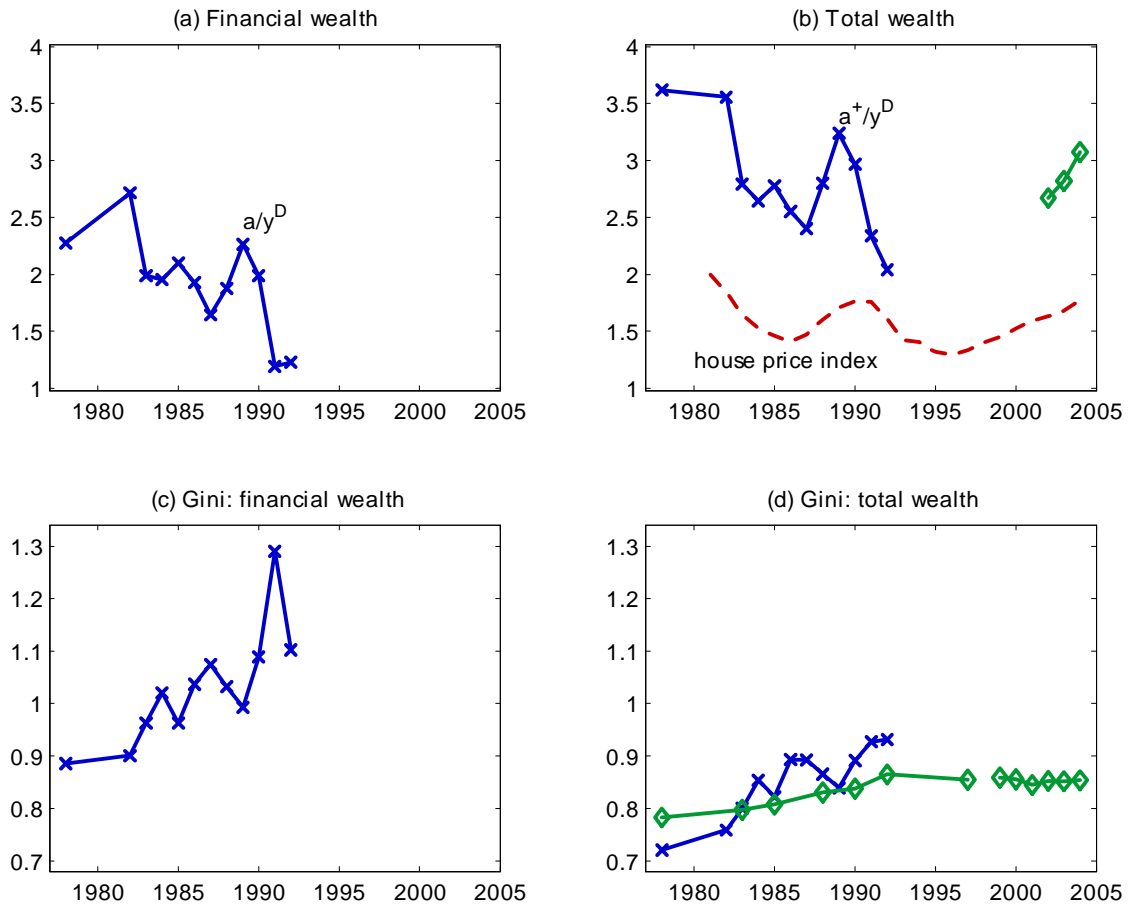 (a) Financial wealth
4
3.5
3
2.5
2
1.5
1
a/y^D
1980 1985 1990 1995 2000 2005
(b) Total wealth
4
3.5
3
2.5
2
1.5
1
a^+/y^D
house price index
1980 1985 1990 1995 2000 2005
(c) Gini: financial wealth
1.3
1.2
1.1
1
0.9
0.8
0.7
1980 1985 1990 1995 2000 2005
(d) Gini: total wealth
1.3
1.2
1.1
1
0.9
0.8
0.7
1980 1985 1990 1995 2000 2005